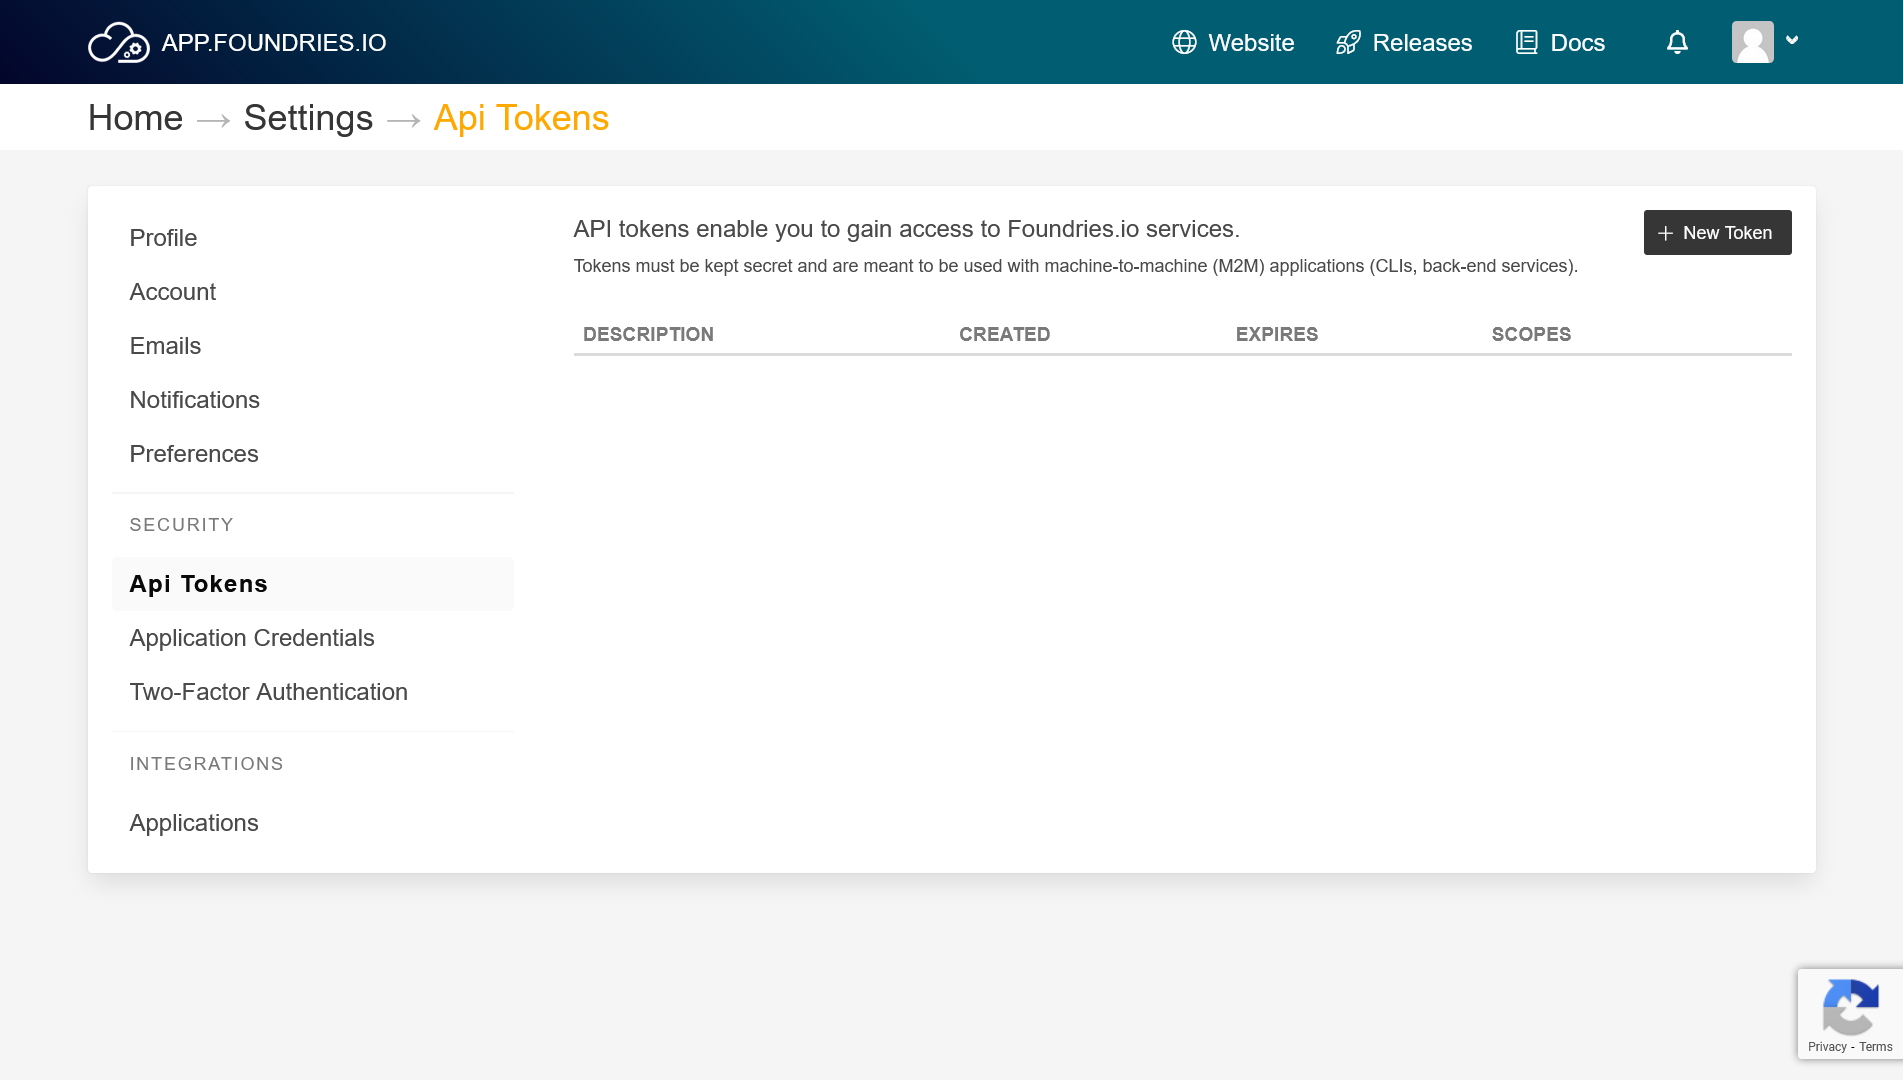 APP.FOUNDRIES.IO
Website
Releases
Docs
Home → Settings → Api Tokens
Profile
Account
Emails
Notifications
Preferences
SECURITY
Api Tokens
Application Credentials
Two-Factor Authentication
INTEGRATIONS
Applications
API tokens enable you to gain access to Foundries.io services.
Tokens must be kept secret and are meant to be used with machine-to-machine (M2M) applications (CLIs, back-end services).
New Token
DESCRIPTION CREATED EXPIRES SCOPES
Privacy - Terms